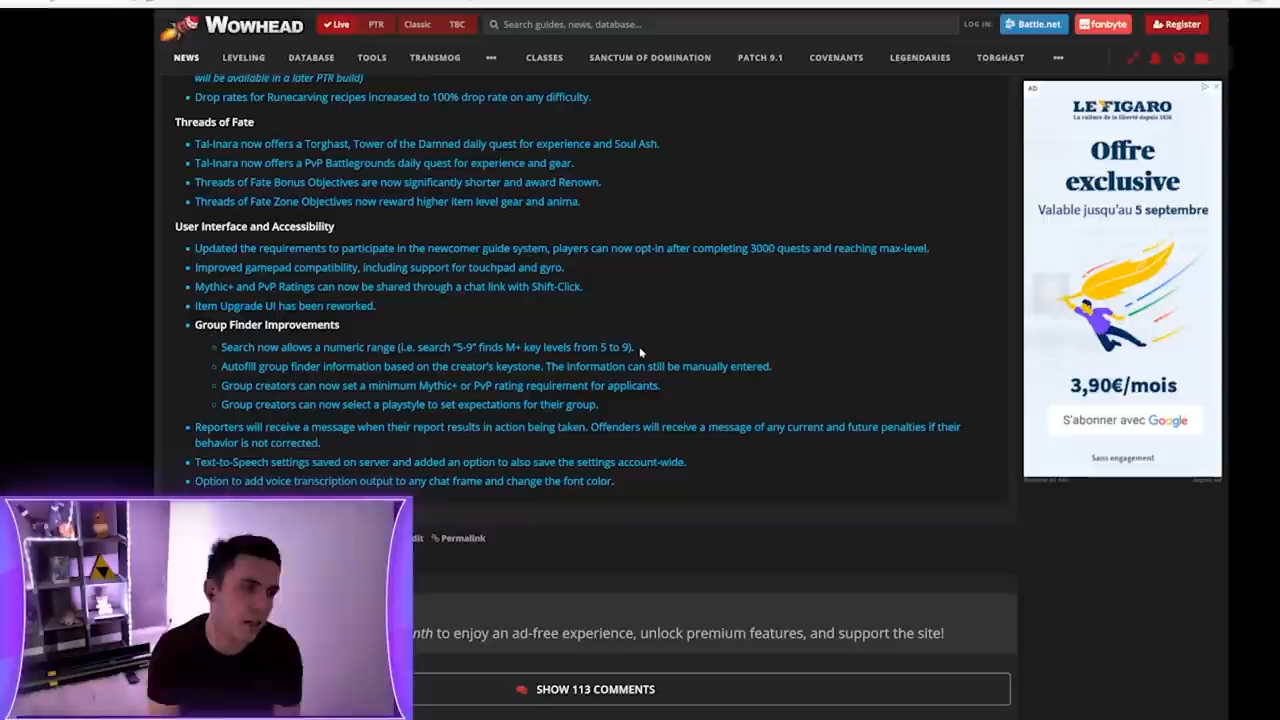 WOWHEAD
Live PTR Classic TBC
Search guides, news, database...
LOG IN: Battle.net fanbyte Register
NEWS LEVELING DATABASE TOOLS TRANSMOG ••• CLASSES SANCTUM OF DOMINATION PATCH 9.1 COVENANTS LEGENDARIES TORGHAST •••
will be available in a later PTR build)
Drop rates for Runecarving recipes increased to 100% drop rate on any difficulty.
Threads of Fate
Tal-Inara now offers a Torghast, Tower of the Damned daily quest for experience and Soul Ash.
Tal-Inara now offers a PvP Battlegrounds daily quest for experience and gear.
Threads of Fate Bonus Objectives are now significantly shorter and award Renown.
Threads of Fate Zone Objectives now reward higher item level gear and anima.
User Interface and Accessibility
Updated the requirements to participate in the newcomer guide system, players can now opt-in after completing 3000 quests and reaching max-level.
Improved gamepad compatibility, including support for touchpad and gyro.
Mythic+ and PvP Ratings can now be shared through a chat link with Shift-Click.
Item Upgrade UI has been reworked.
Group Finder Improvements
Search now allows a numeric range (i.e. search "5-9" finds M+ key levels from 5 to 9).
Autofill group finder information based on the creator's keystone. The information can still be manually entered.
Group creators can now set a minimum Mythic+ or PvP rating requirement for applicants.
Group creators can now select a playstyle to set expectations for their group.
Reporters will receive a message when their report results in action being taken. Offenders will receive a message of any current and future penalties if their
behavior is not corrected.
Text-to-Speech settings saved on server and added an option to also save the settings account-wide.
Option to add voice transcription output to any chat frame and change the font color.
dit Permalink
nth to enjoy an ad-free experience, unlock premium features, and support the site!
SHOW 113 COMMENTS
AD
LE FIGARO
La culture de la liberté depuis 1826
Offre
exclusive
Valable jusqu'au 5 septembre
3,90€/mois
S'abonner avec Google
Sans engagement